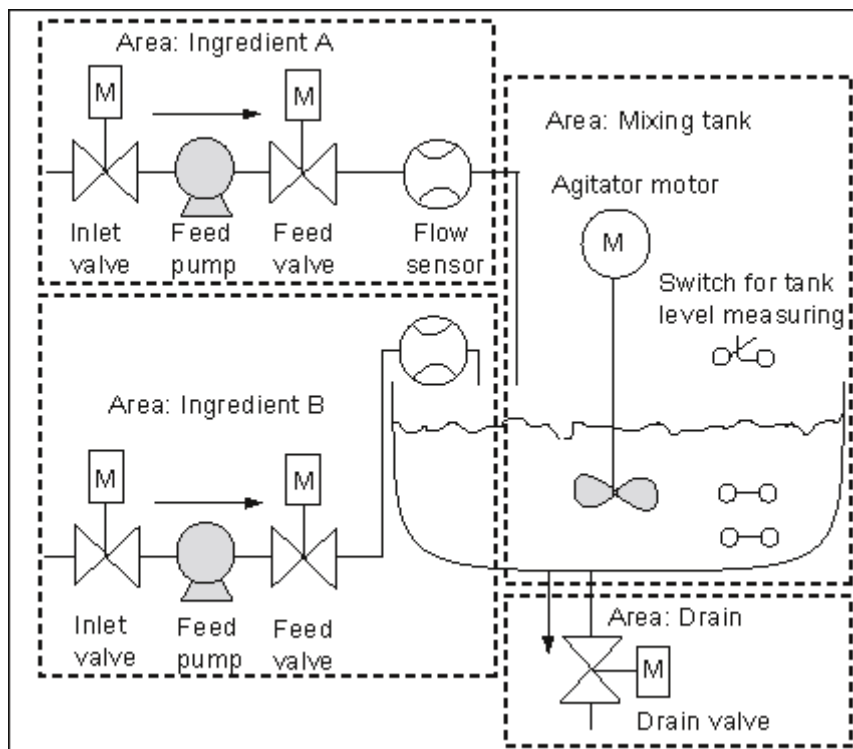 Area: Ingredient A
M
M
Inlet
valve
Feed
pump
Feed
valve
Flow
sensor
Area: Mixing tank
Agitator motor
M
Switch for tank
level measuring
Area: Ingredient B
M
M
Inlet
valve
Feed
pump
Feed
valve
Area: Drain
M
Drain valve